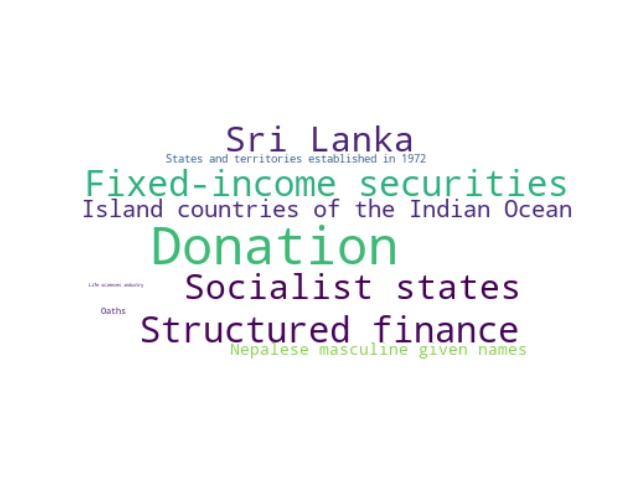 Sri Lanka
States and territories established in 1972
Fixed-income securities
Island countries of the Indian Ocean
Donation
Life sciences industry
Socialist states
Oaths
Structured finance
Nepalese masculine given names